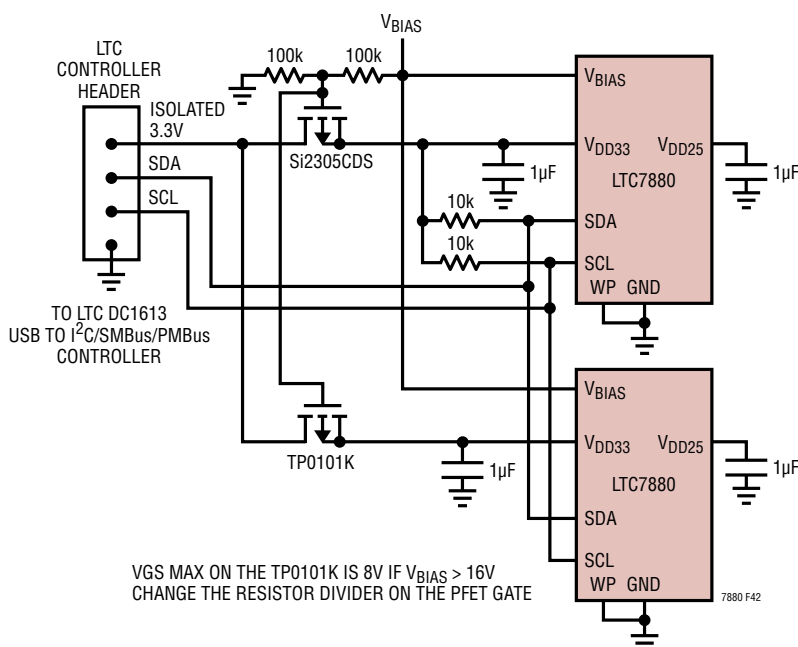 VBIAS
LTC
CONTROLLER
HEADER
100k
100k
ISOLATED
3.3V
SDA
SCL
Si2305CDS
VBIAS
VDD33
VDD25
LTC7880
1µF
1µF
10k
10k
SDA
SCL
WP GND
TO LTC DC1613
USB TO I2C/SMBus/PMBus
CONTROLLER
TP0101K
VBIAS
VDD33
VDD25
LTC7880
1µF
1µF
SDA
SCL
WP GND
VGS MAX ON THE TP0101K IS 8V IF VBIAS > 16V
CHANGE THE RESISTOR DIVIDER ON THE PFET GATE
7880 F42